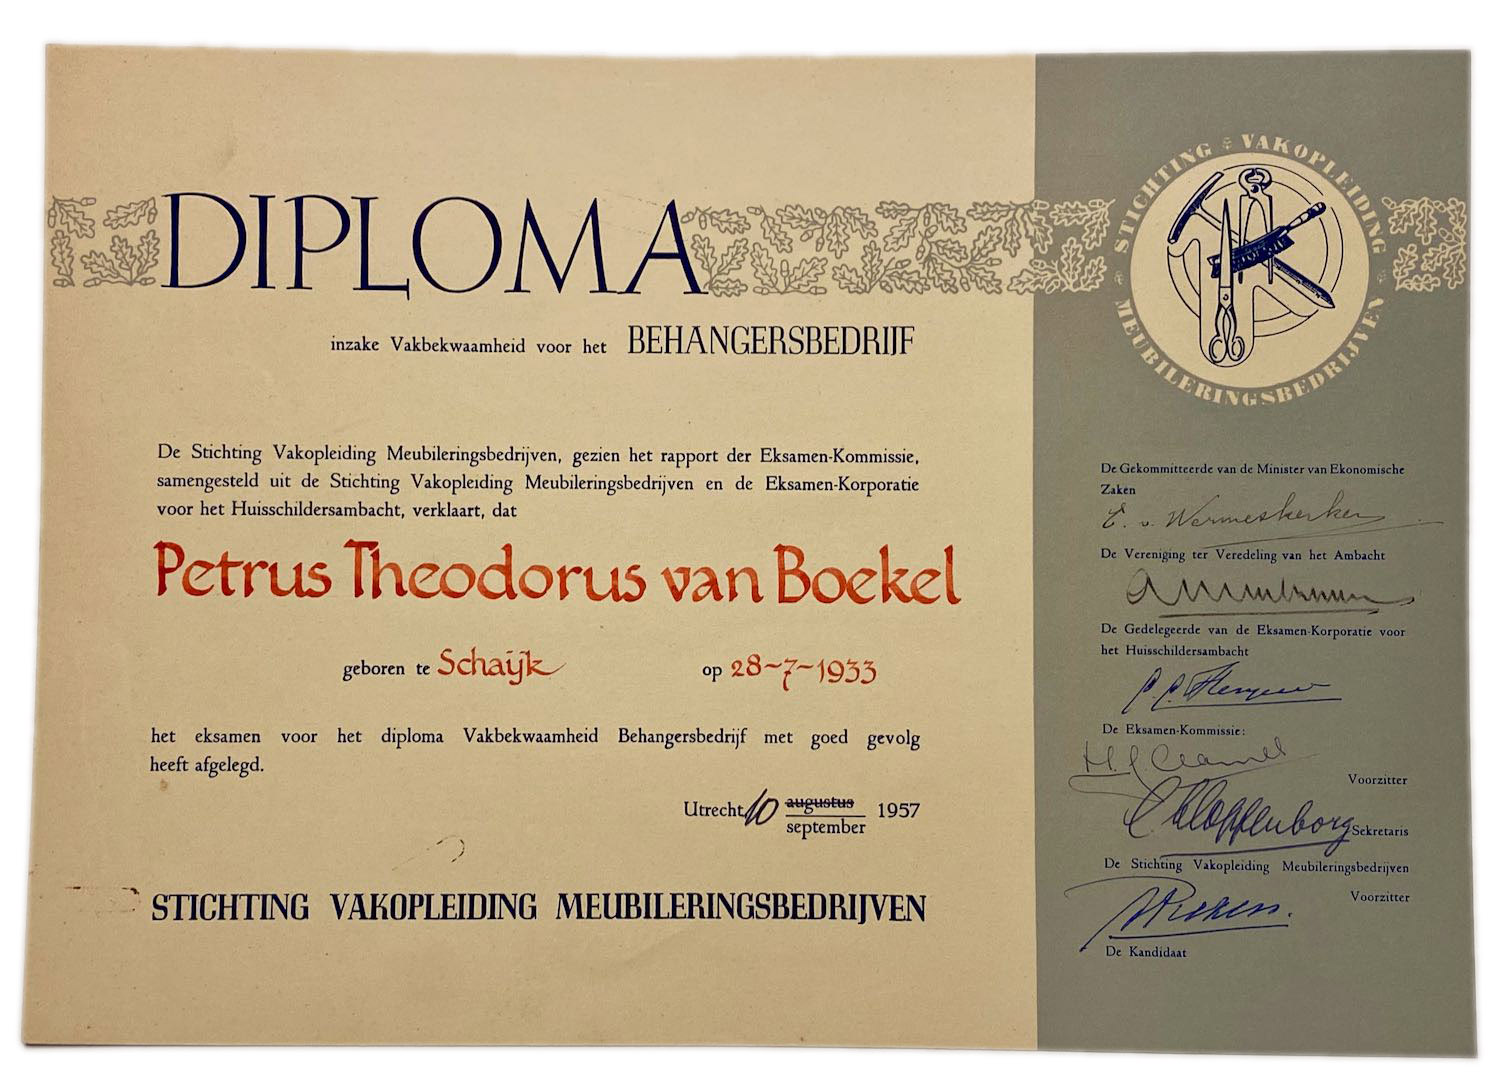 DIPLOMA
inzake Vakbekwaamheid voor het BEHANGERSBEDRIJF
De Stichting Vakopleiding Meubileringsbedrijven, gezien het rapport der Eksamen-Kommissie,
samengesteld uit de Stichting Vakopleiding Meubileringsbedrijven en de Eksamen-Korporatie
voor het Huisschildersambacht, verklaart, dat
Petrus Theodorus van Boekel
geboren te Schaijk op 28-7-1933
het eksamen voor het diploma Vakbekwaamheid Behangersbedrijf met goed gevolg
heeft afgelegd.
Utrecht, 10 augustus 1957
september
STICHTING VAKOPLEIDING MEUBILERINGSBEDRIJVEN
STICHTING VAKOPLEIDING
MEUBILERINGSBEDRIJVEN
De Gekommitteerde van de Minister van Ekonomische
Zaken
E. v. Wermeskerken
De Vereniging ter Veredeling van het Ambacht
De Gedelegeerde van de Eksamen-Korporatie voor
het Huisschildersambacht
De Eksamen-Kommissie:
Voorzitter
Kloppenborg Sekretaris
De Stichting Vakopleiding Meubileringsbedrijven
Voorzitter
De Kandidaat